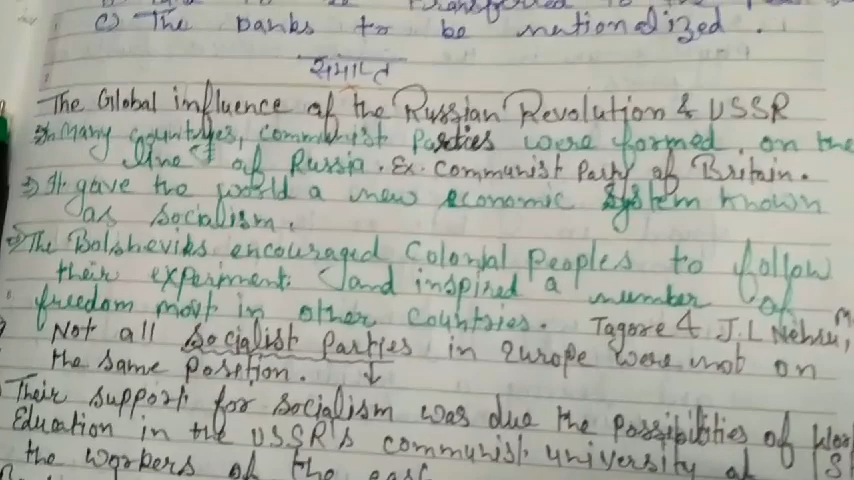 c) The banks to be nationalized.
समाप्त
The Global influence of the Russian Revolution & USSR
In many countries, communist Parties were formed, on the
line of Russia. Ex. Communist Party of Britain.
⇒ It gave the world a new economic system known
as socialism.
⇒ The Bolsheviks encouraged Colonial Peoples to follow
their experiment. and inspired a number of
freedom movt in other countries. Tagore & J.L Nehru,
Not all Socialist Parties in Europe were not on
the same position. ↓
Their support for socialism was due the possibilities of
Education in the USSR's communist university of
the workers of the east